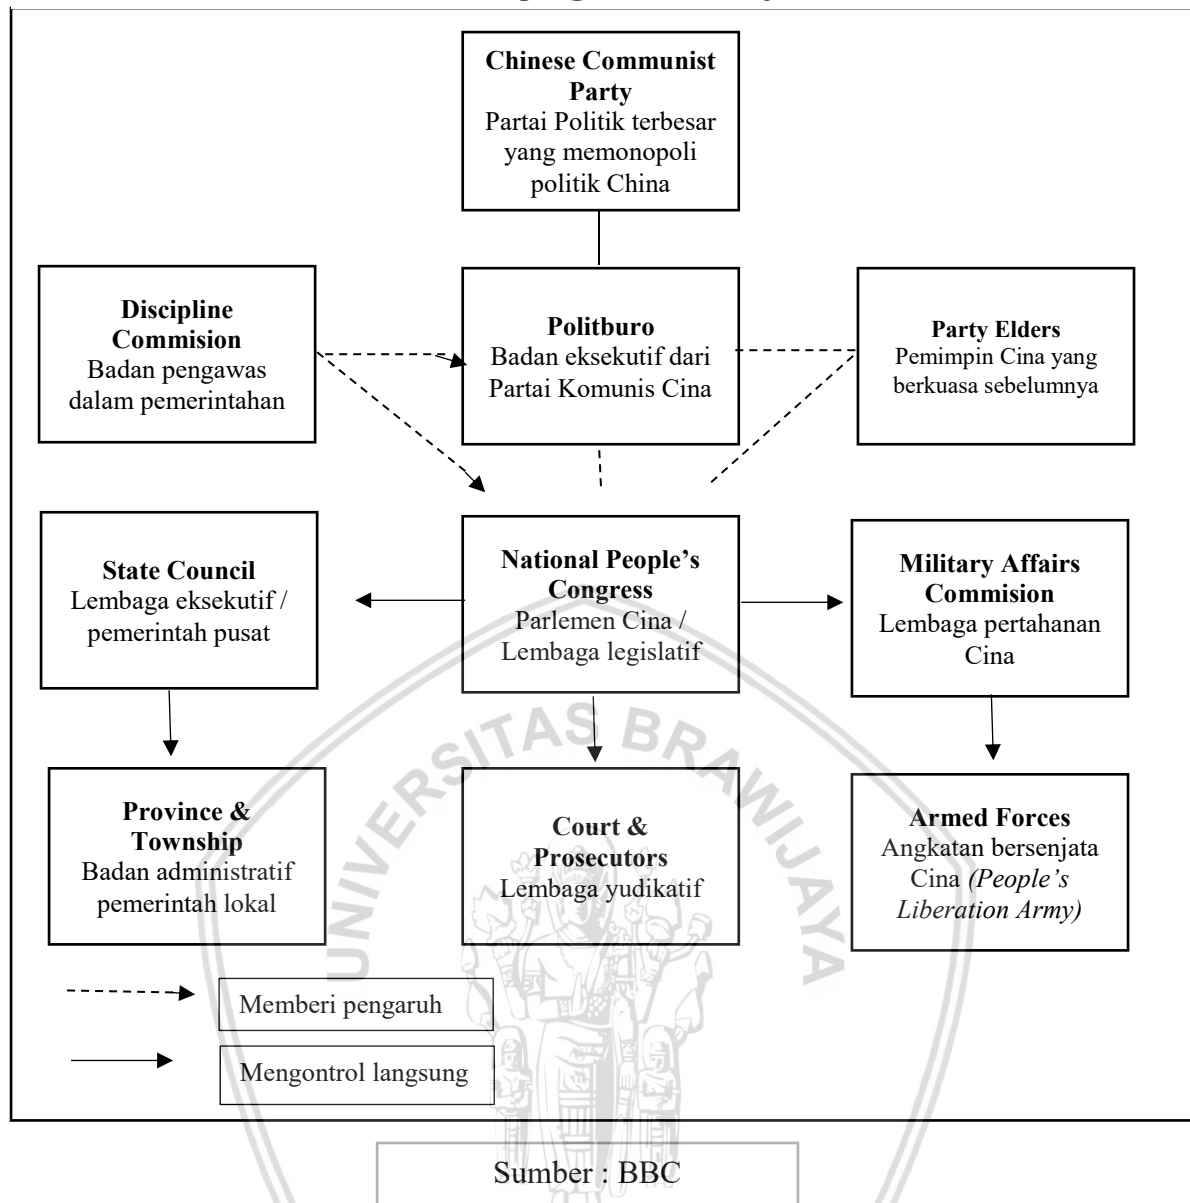 Chinese Communist
Party
Partai Politik terbesar
yang memonopoli
politik China
Discipline
Commision
Badan pengawas
dalam pemerintahan
Politburo
Badan eksekutif dari
Partai Komunis Cina
Party Elders
Pemimpin Cina yang
berkuasa sebelumnya
State Council
Lembaga eksekutif /
pemerintah pusat
National People’s
Congress
Parlemen Cina /
Lembaga legislatif
Military Affairs
Commision
Lembaga pertahanan
Cina
Province &
Township
Badan administratif
pemerintah lokal
Court &
Prosecutors
Lembaga yudikatif
Armed Forces
Angkatan bersenjata
Cina (People’s
Liberation Army)
Memberi pengaruh
Mengontrol langsung
UNIVERSITAS BRAWIJAYA
Sumber : BBC